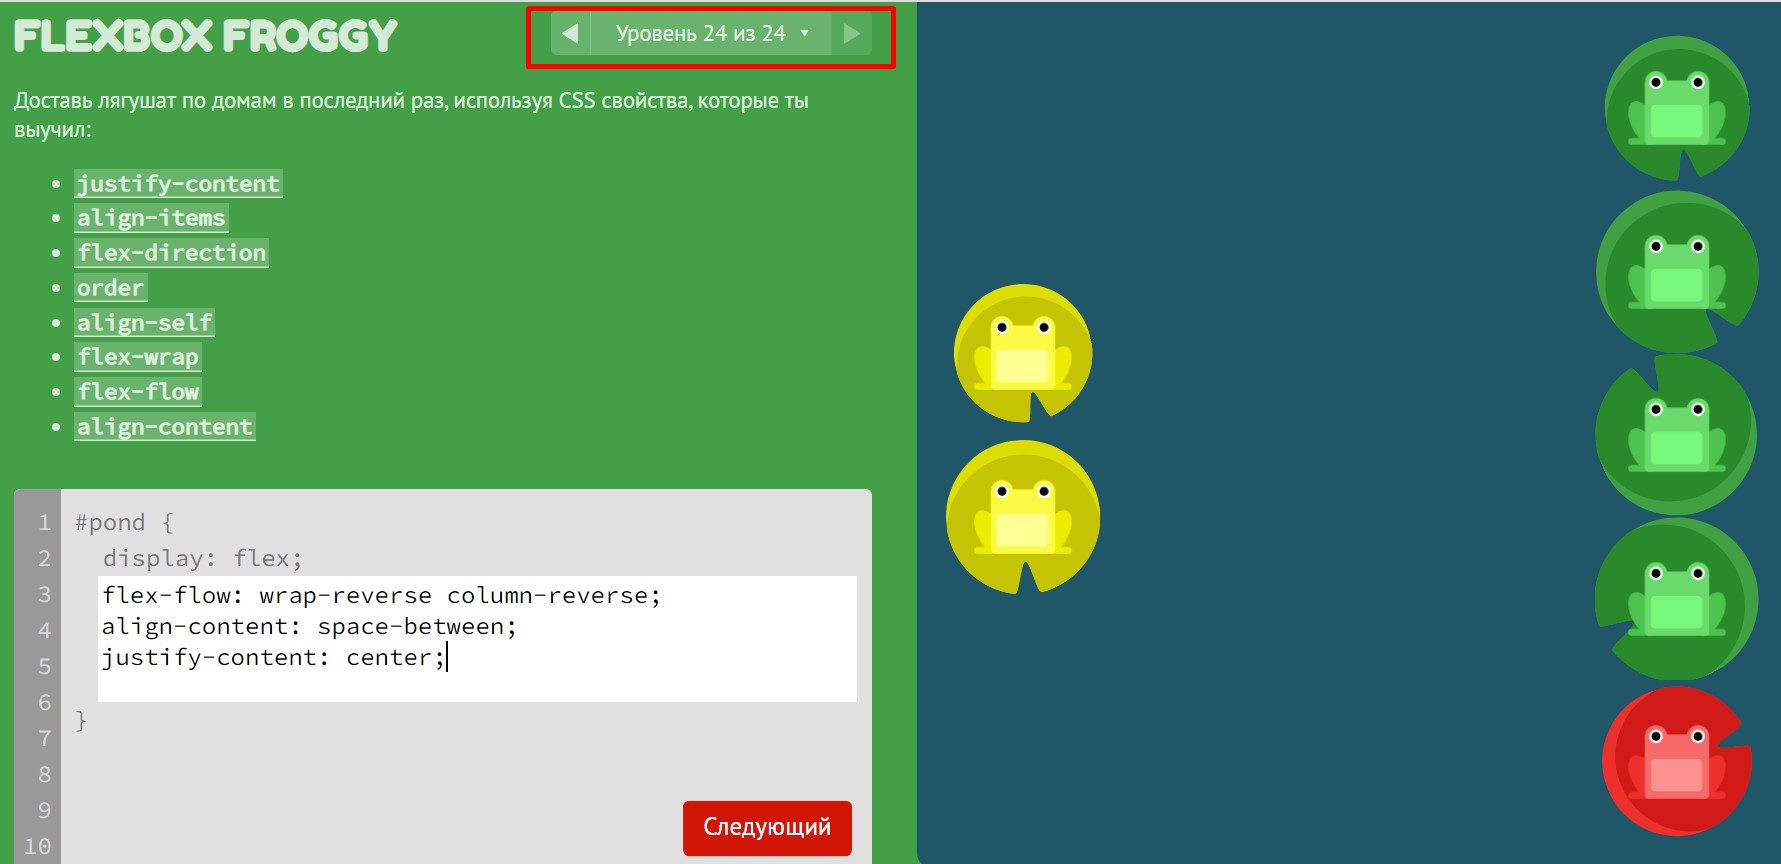 FLEXBOX FROGGY
Уровень 24 из 24
Доставь лягушат по домам в последний раз, используя CSS свойства, которые ты
выучил:
justify-content
align-items
flex-direction
order
align-self
flex-wrap
flex-flow
align-content
1 #pond {
2 display: flex;
3 flex-flow: wrap-reverse column-reverse;
4 align-content: space-between;
5 justify-content: center;
6
7 }
8
9
10
Следующий